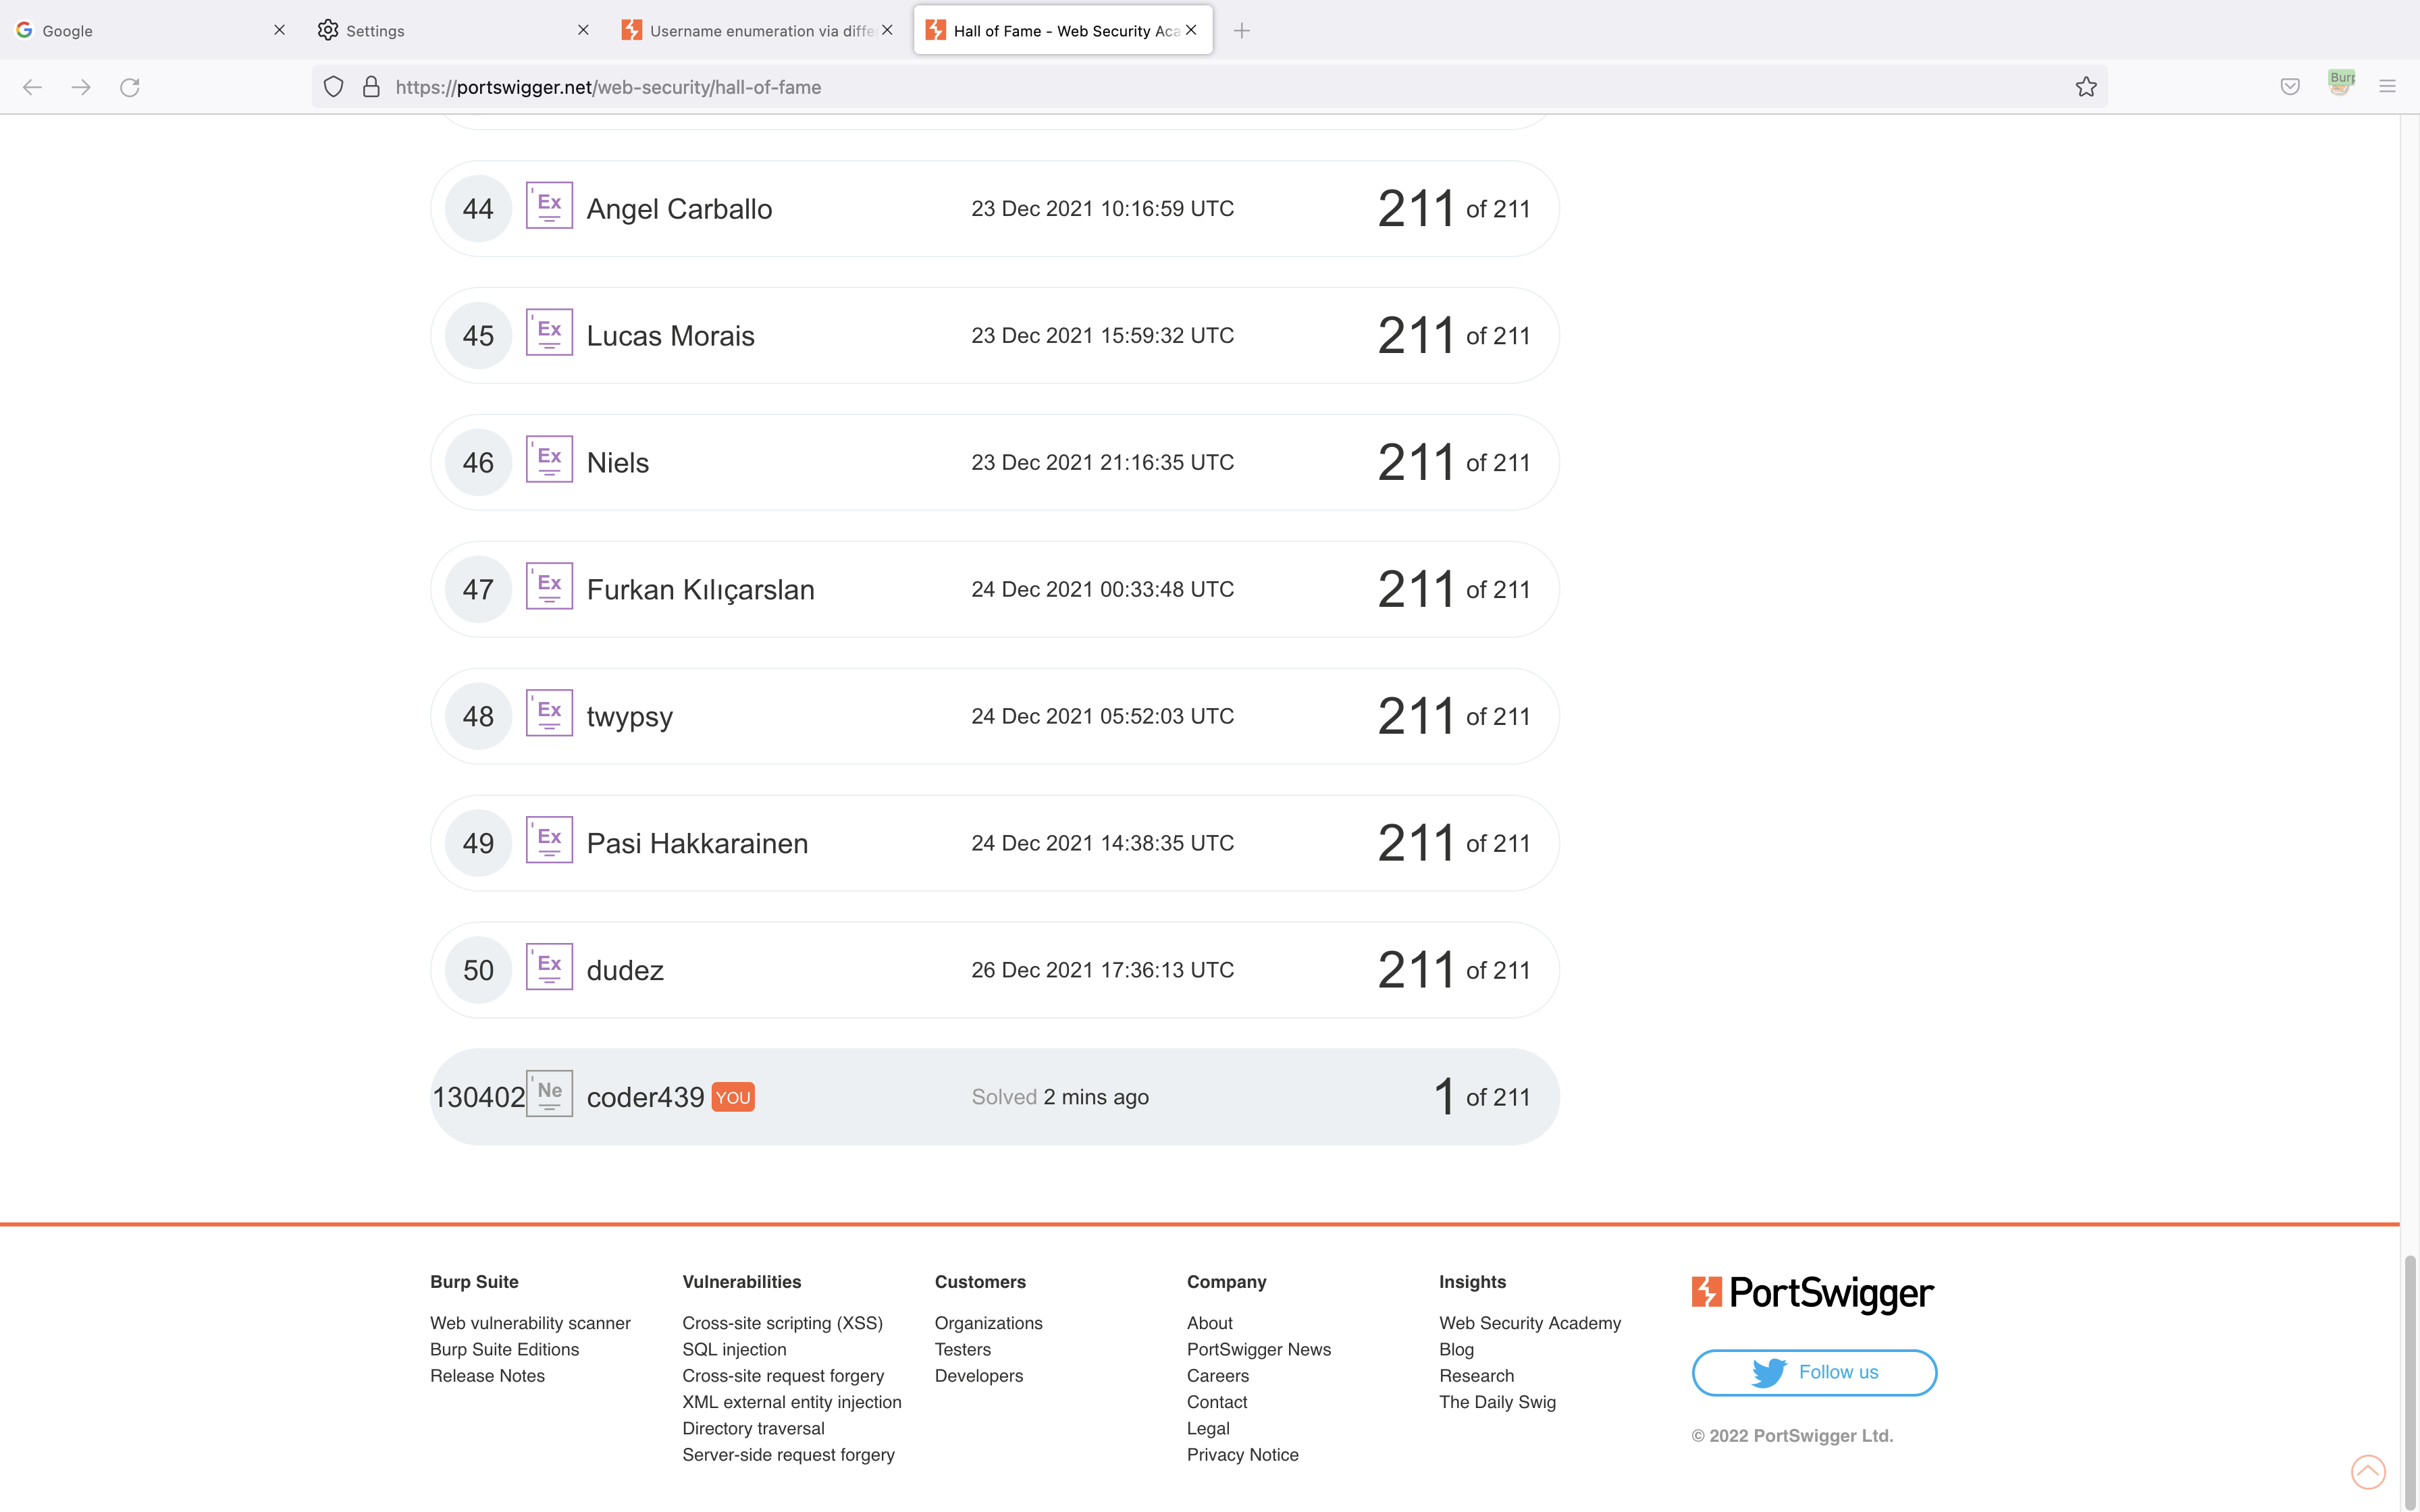 Google
Settings
Username enumeration via diffe
Hall of Fame - Web Security Aca
https://portswigger.net/web-security/hall-of-fame
Burp
44 Ex Angel Carballo 23 Dec 2021 10:16:59 UTC 211 of 211
45 Ex Lucas Morais 23 Dec 2021 15:59:32 UTC 211 of 211
46 Ex Niels 23 Dec 2021 21:16:35 UTC 211 of 211
47 Ex Furkan Kılıçarslan 24 Dec 2021 00:33:48 UTC 211 of 211
48 Ex twypsy 24 Dec 2021 05:52:03 UTC 211 of 211
49 Ex Pasi Hakkarainen 24 Dec 2021 14:38:35 UTC 211 of 211
50 Ex dudez 26 Dec 2021 17:36:13 UTC 211 of 211
130402 Ne coder439 YOU Solved 2 mins ago 1 of 211
Burp Suite
Web vulnerability scanner
Burp Suite Editions
Release Notes
Vulnerabilities
Cross-site scripting (XSS)
SQL injection
Cross-site request forgery
XML external entity injection
Directory traversal
Server-side request forgery
Customers
Organizations
Testers
Developers
Company
About
PortSwigger News
Careers
Contact
Legal
Privacy Notice
Insights
Web Security Academy
Blog
Research
The Daily Swig
PortSwigger
Follow us
© 2022 PortSwigger Ltd.